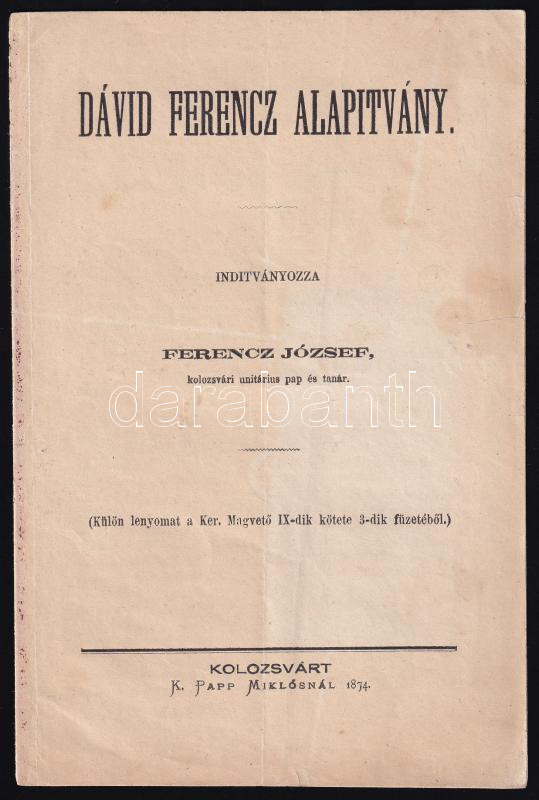 DÁVID FERENCZ ALAPITVÁNY.
INDITVÁNYOZZA
FERENCZ JÓZSEF,
kolozsvári unitárius pap és tanár.
darabanth
(Külön lenyomat a Ker. Magvető IX-dik kötete 3-dik füzetéből.)
KOLOZSVÁRT
K. PAPP MIKLÓSNÁL 1874.